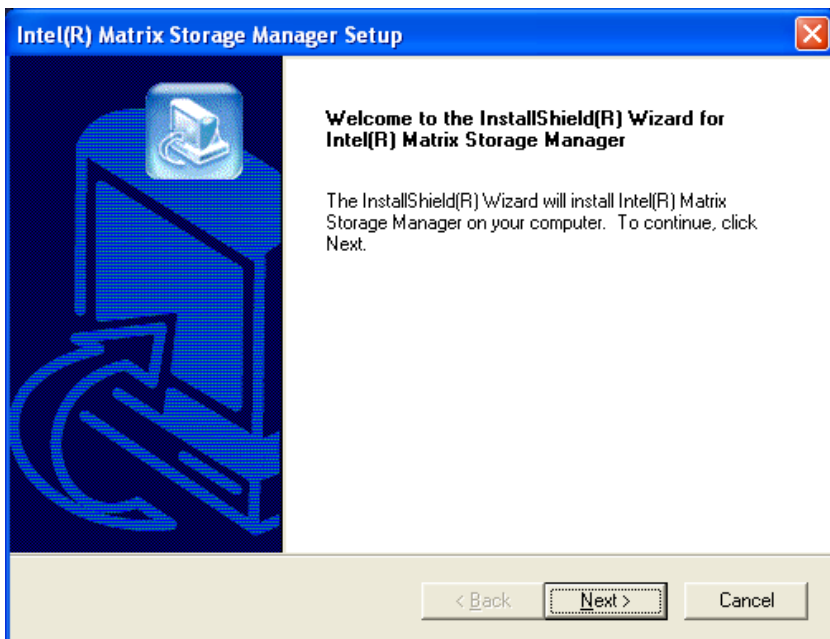 Intel(R) Matrix Storage Manager Setup
Welcome to the InstallShield(R) Wizard for
Intel(R) Matrix Storage Manager
The InstallShield(R) Wizard will install Intel(R) Matrix
Storage Manager on your computer.  To continue, click
Next.
< Back
Next >
Cancel